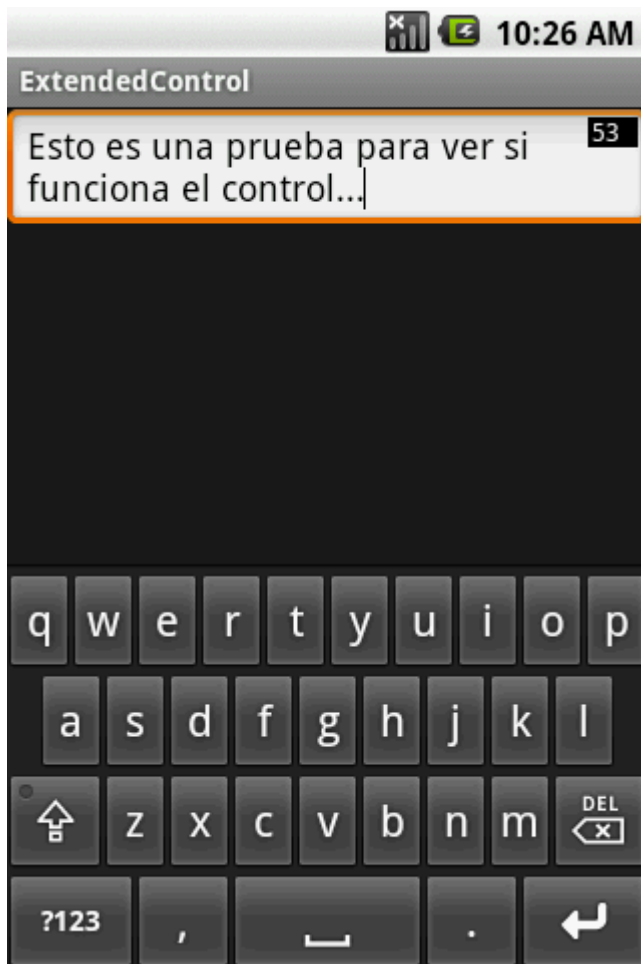 10:26 AM
ExtendedControl
Esto es una prueba para ver si 53
funciona el control...
q w e r t y u i o p
a s d f g h j k l
z x c v b n m DEL
?123 , .